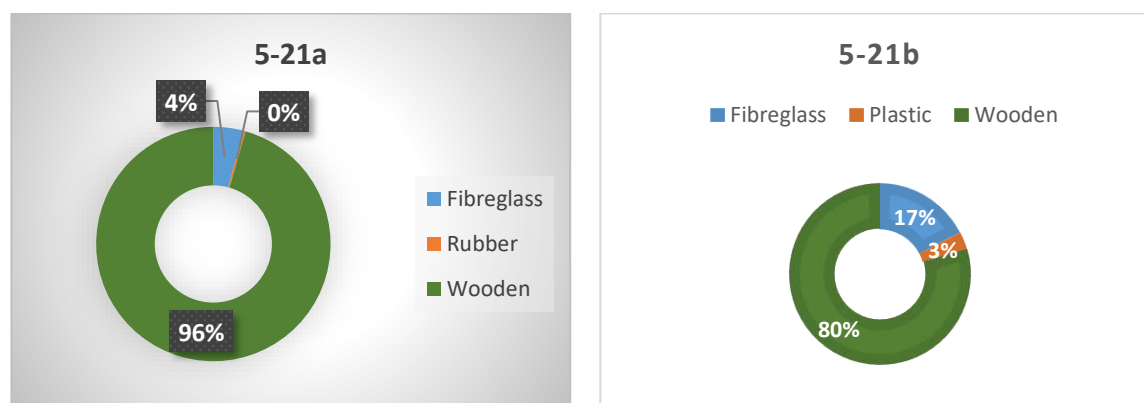 5-21a
4%
0%
Fibreglass
Rubber
Wooden
96%
5-21b
Fibreglass Plastic Wooden
17%
3%
80%